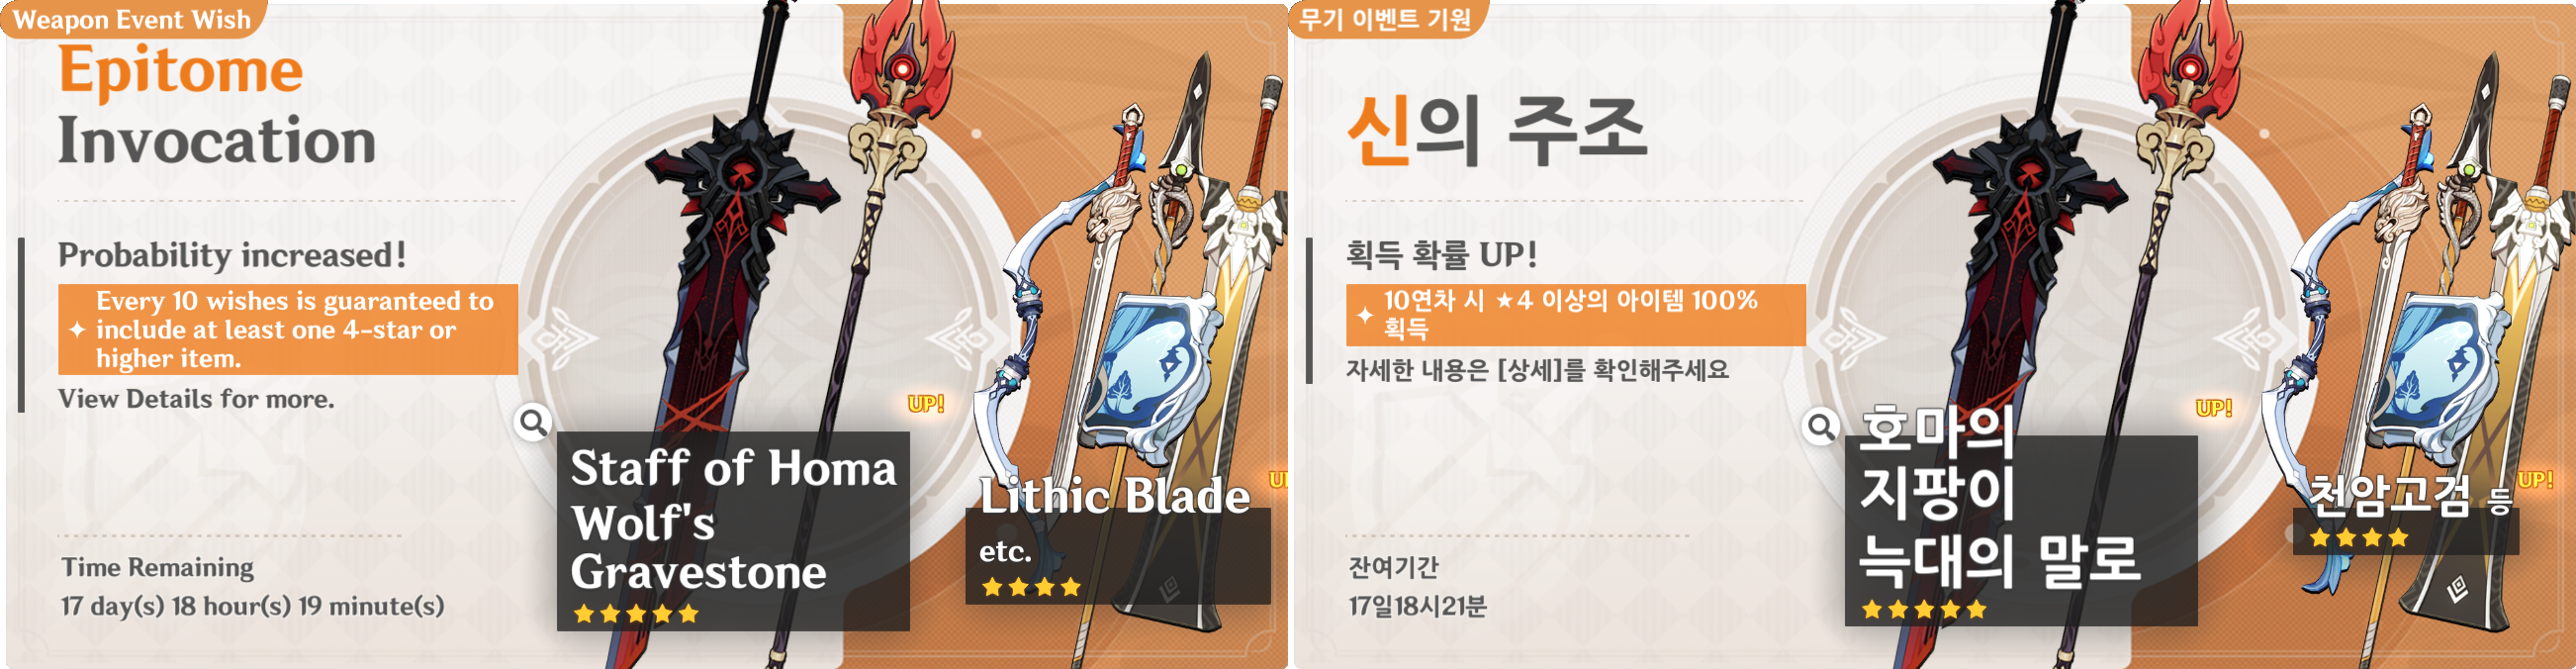 Weapon Event Wish
Epitome
Invocation
Probability increased!
Every 10 wishes is guaranteed to
include at least one 4-star or
higher item.
View Details for more.
Time Remaining
17 day(s) 18 hour(s) 19 minute(s)
UP!
Staff of Homa
Wolf's
Gravestone
UP!
Lithic Blade
etc.
무기 이벤트 기원
신의 주조
획득 확률 UP!
10연차 시 ★4 이상의 아이템 100%
획득
자세한 내용은 [상세]를 확인해주세요
잔여기간
17일18시21분
UP!
호마의
지팡이
늑대의 말로
UP!
천암고검 등